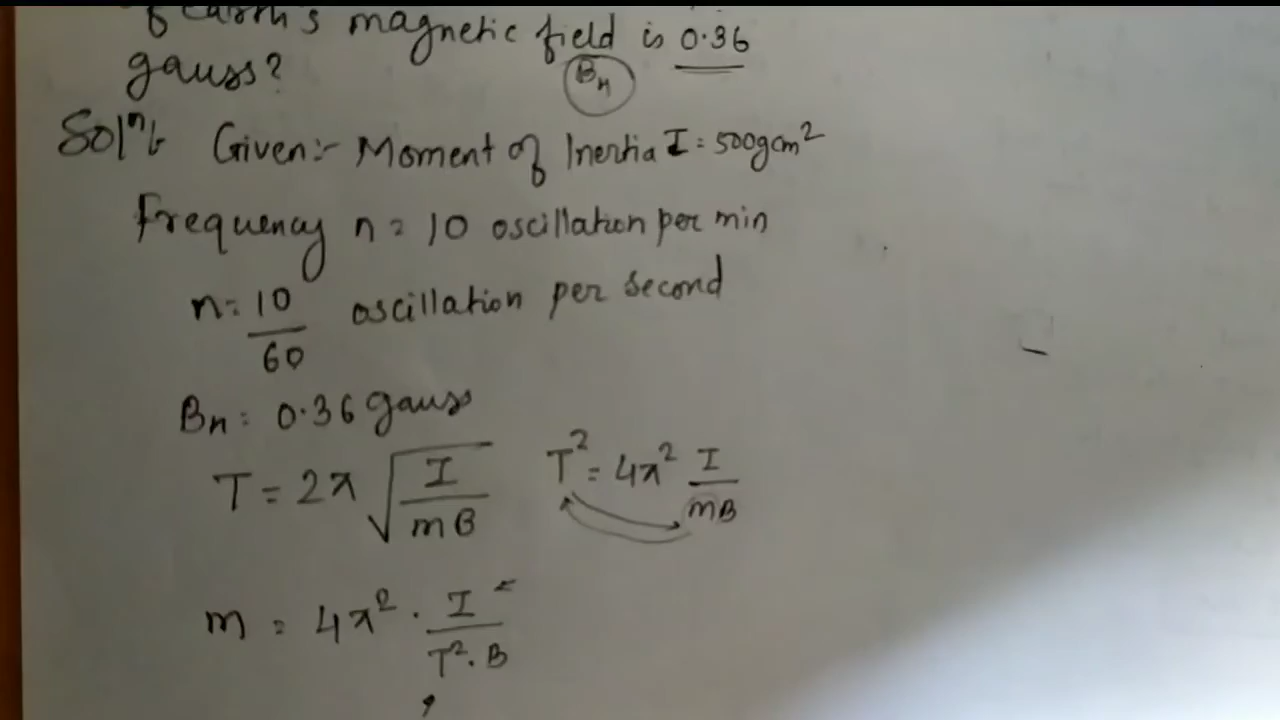 of Earth's magnetic field is 0.36
gauss?
BH
Solⁿ:- Given:- Moment of Inertia I = 500gcm²
Frequency n = 10 oscillation per min
n = 10/60 oscillation per second
BH = 0.36 gauss
T = 2π √(I/mB) T² = 4π² I/mB
m = 4π² · I/T²·B